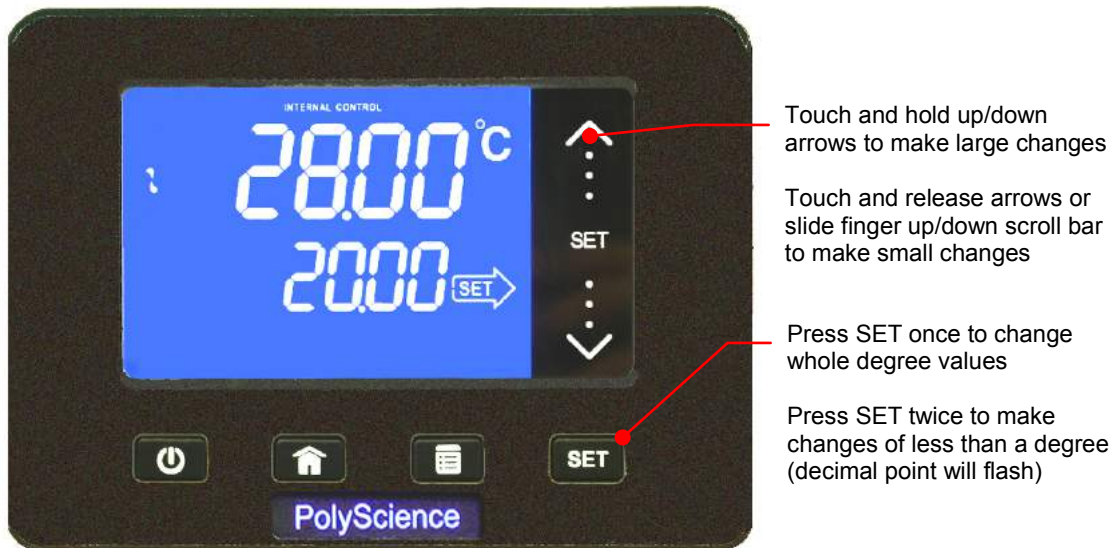 INTERNAL CONTROL
28.00°C
20.00 SET
SET
SET
PolyScience
Touch and hold up/down
arrows to make large changes
Touch and release arrows or
slide finger up/down scroll bar
to make small changes
Press SET once to change
whole degree values
Press SET twice to make
changes of less than a degree
(decimal point will flash)